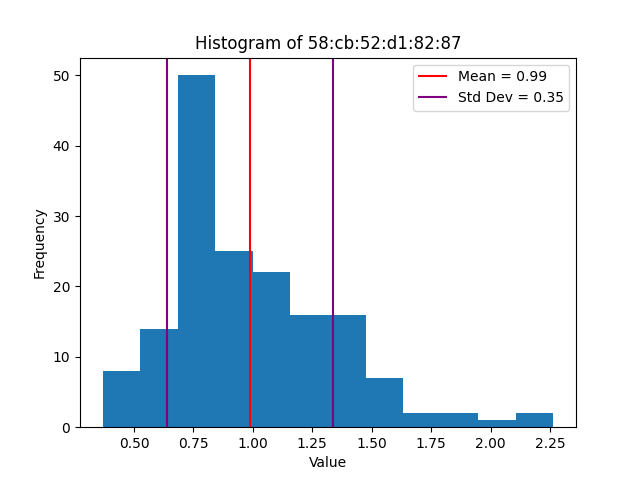 Histogram of 58:cb:52:d1:82:87
Mean = 0.99
Std Dev = 0.35
Frequency
50
40
30
20
10
0
0.50 0.75 1.00 1.25 1.50 1.75 2.00 2.25
Value